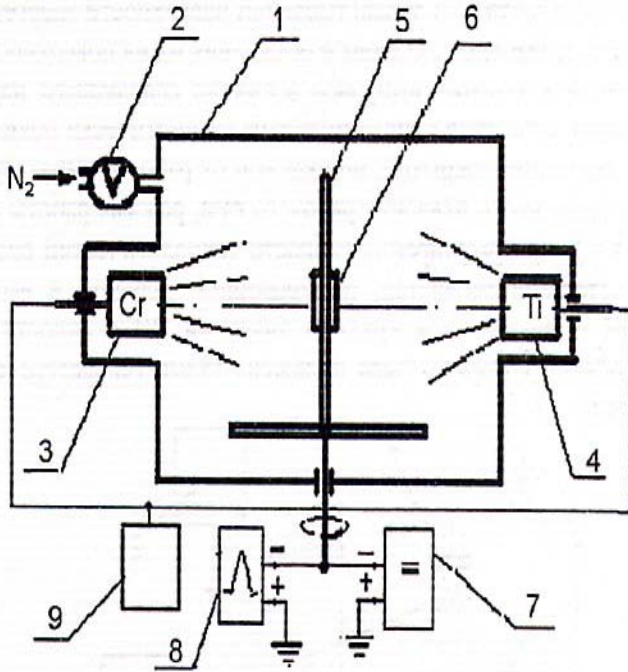 2 1 5 6
N₂
Cr Ti
3 4
- -
+ + =
9 8 7